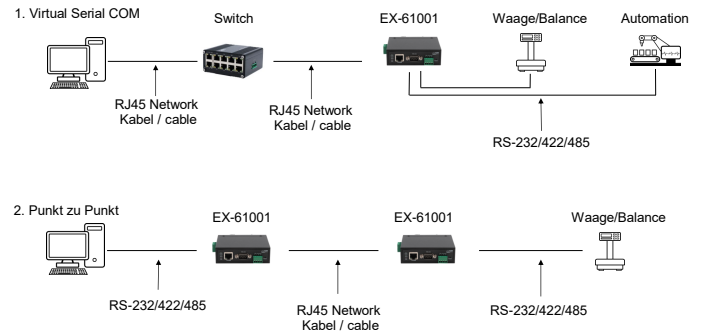 1. Virtual Serial COM
Switch
EX-61001
Waage/Balance
Automation
RJ45 Network
Kabel / cable
RJ45 Network
Kabel / cable
RS-232/422/485
2. Punkt zu Punkt
EX-61001
EX-61001
Waage/Balance
RS-232/422/485
RJ45 Network
Kabel / cable
RS-232/422/485